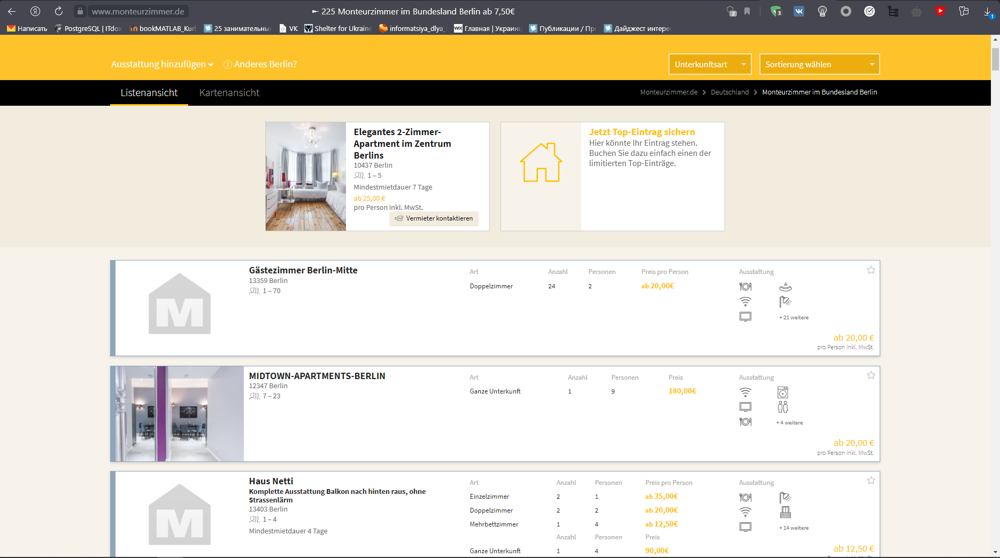 www.monteurzimmer.de
225 Monteurzimmer im Bundesland Berlin ab 7,50€
2
3
1
Написать
PostgreSQL | ITdo
bookMATLAB_Kur
25 занимательны
VK
Shelter for Ukraine
informatsiya_dlya_
WIX
Главная | Украин
Публикации / Пр
Дайджест интере
Ausstattung hinzufügen
Anderes Berlin?
Unterkunftsart
Sortierung wählen
Listenansicht
Kartenansicht
Monteurzimmer.de
Deutschland
Monteurzimmer im Bundesland Berlin
Elegantes 2-Zimmer-
Apartment im Zentrum
Berlins
10437 Berlin
1 – 5
Mindestmietdauer 7 Tage
ab 25,00 €
pro Person inkl. MwSt.
Vermieter kontaktieren
Jetzt Top-Eintrag sichern
Hier könnte Ihr Eintrag stehen.
Buchen Sie dazu einfach einen der
limitierten Top-Einträge.
M
Gästezimmer Berlin-Mitte
13359 Berlin
1 – 70
Art Anzahl Personen Preis pro Person
Doppelzimmer 24 2 ab 20,00€
Ausstattung
+ 21 weitere
ab 20,00 €
pro Person inkl. MwSt.
MIDTOWN-APARTMENTS-BERLIN
12347 Berlin
7 – 23
Art Anzahl Personen Preis
Ganze Unterkunft 1 9 180,00€
Ausstattung
+ 4 weitere
ab 20,00 €
pro Person inkl. MwSt.
M
Haus Netti
Komplette Ausstattung Balkon nach hinten raus, ohne
Strassenlärm
13403 Berlin
1 – 4
Mindestmietdauer 4 Tage
Art Anzahl Personen Preis pro Person
Einzelzimmer 2 1 ab 35,00€
Doppelzimmer 2 2 ab 20,00€
Mehrbettzimmer 1 4 ab 12,50€
Anzahl Personen Preis
Ganze Unterkunft 1 4 90,00€
Ausstattung
+ 14 weitere
ab 12,50 €